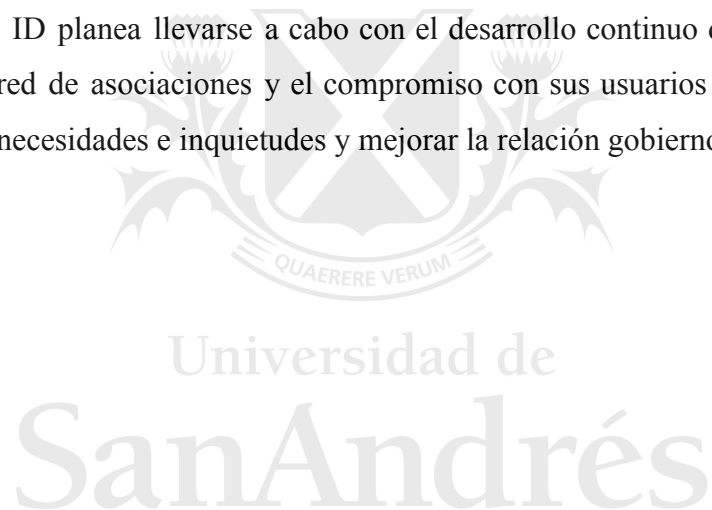 ID planea llevarse a cabo con el desarrollo continuo
red de asociaciones y el compromiso con sus usuarios
necesidades e inquietudes y mejorar la relación gobierno
QUAERERE VERUM
Universidad de
SanAndrés